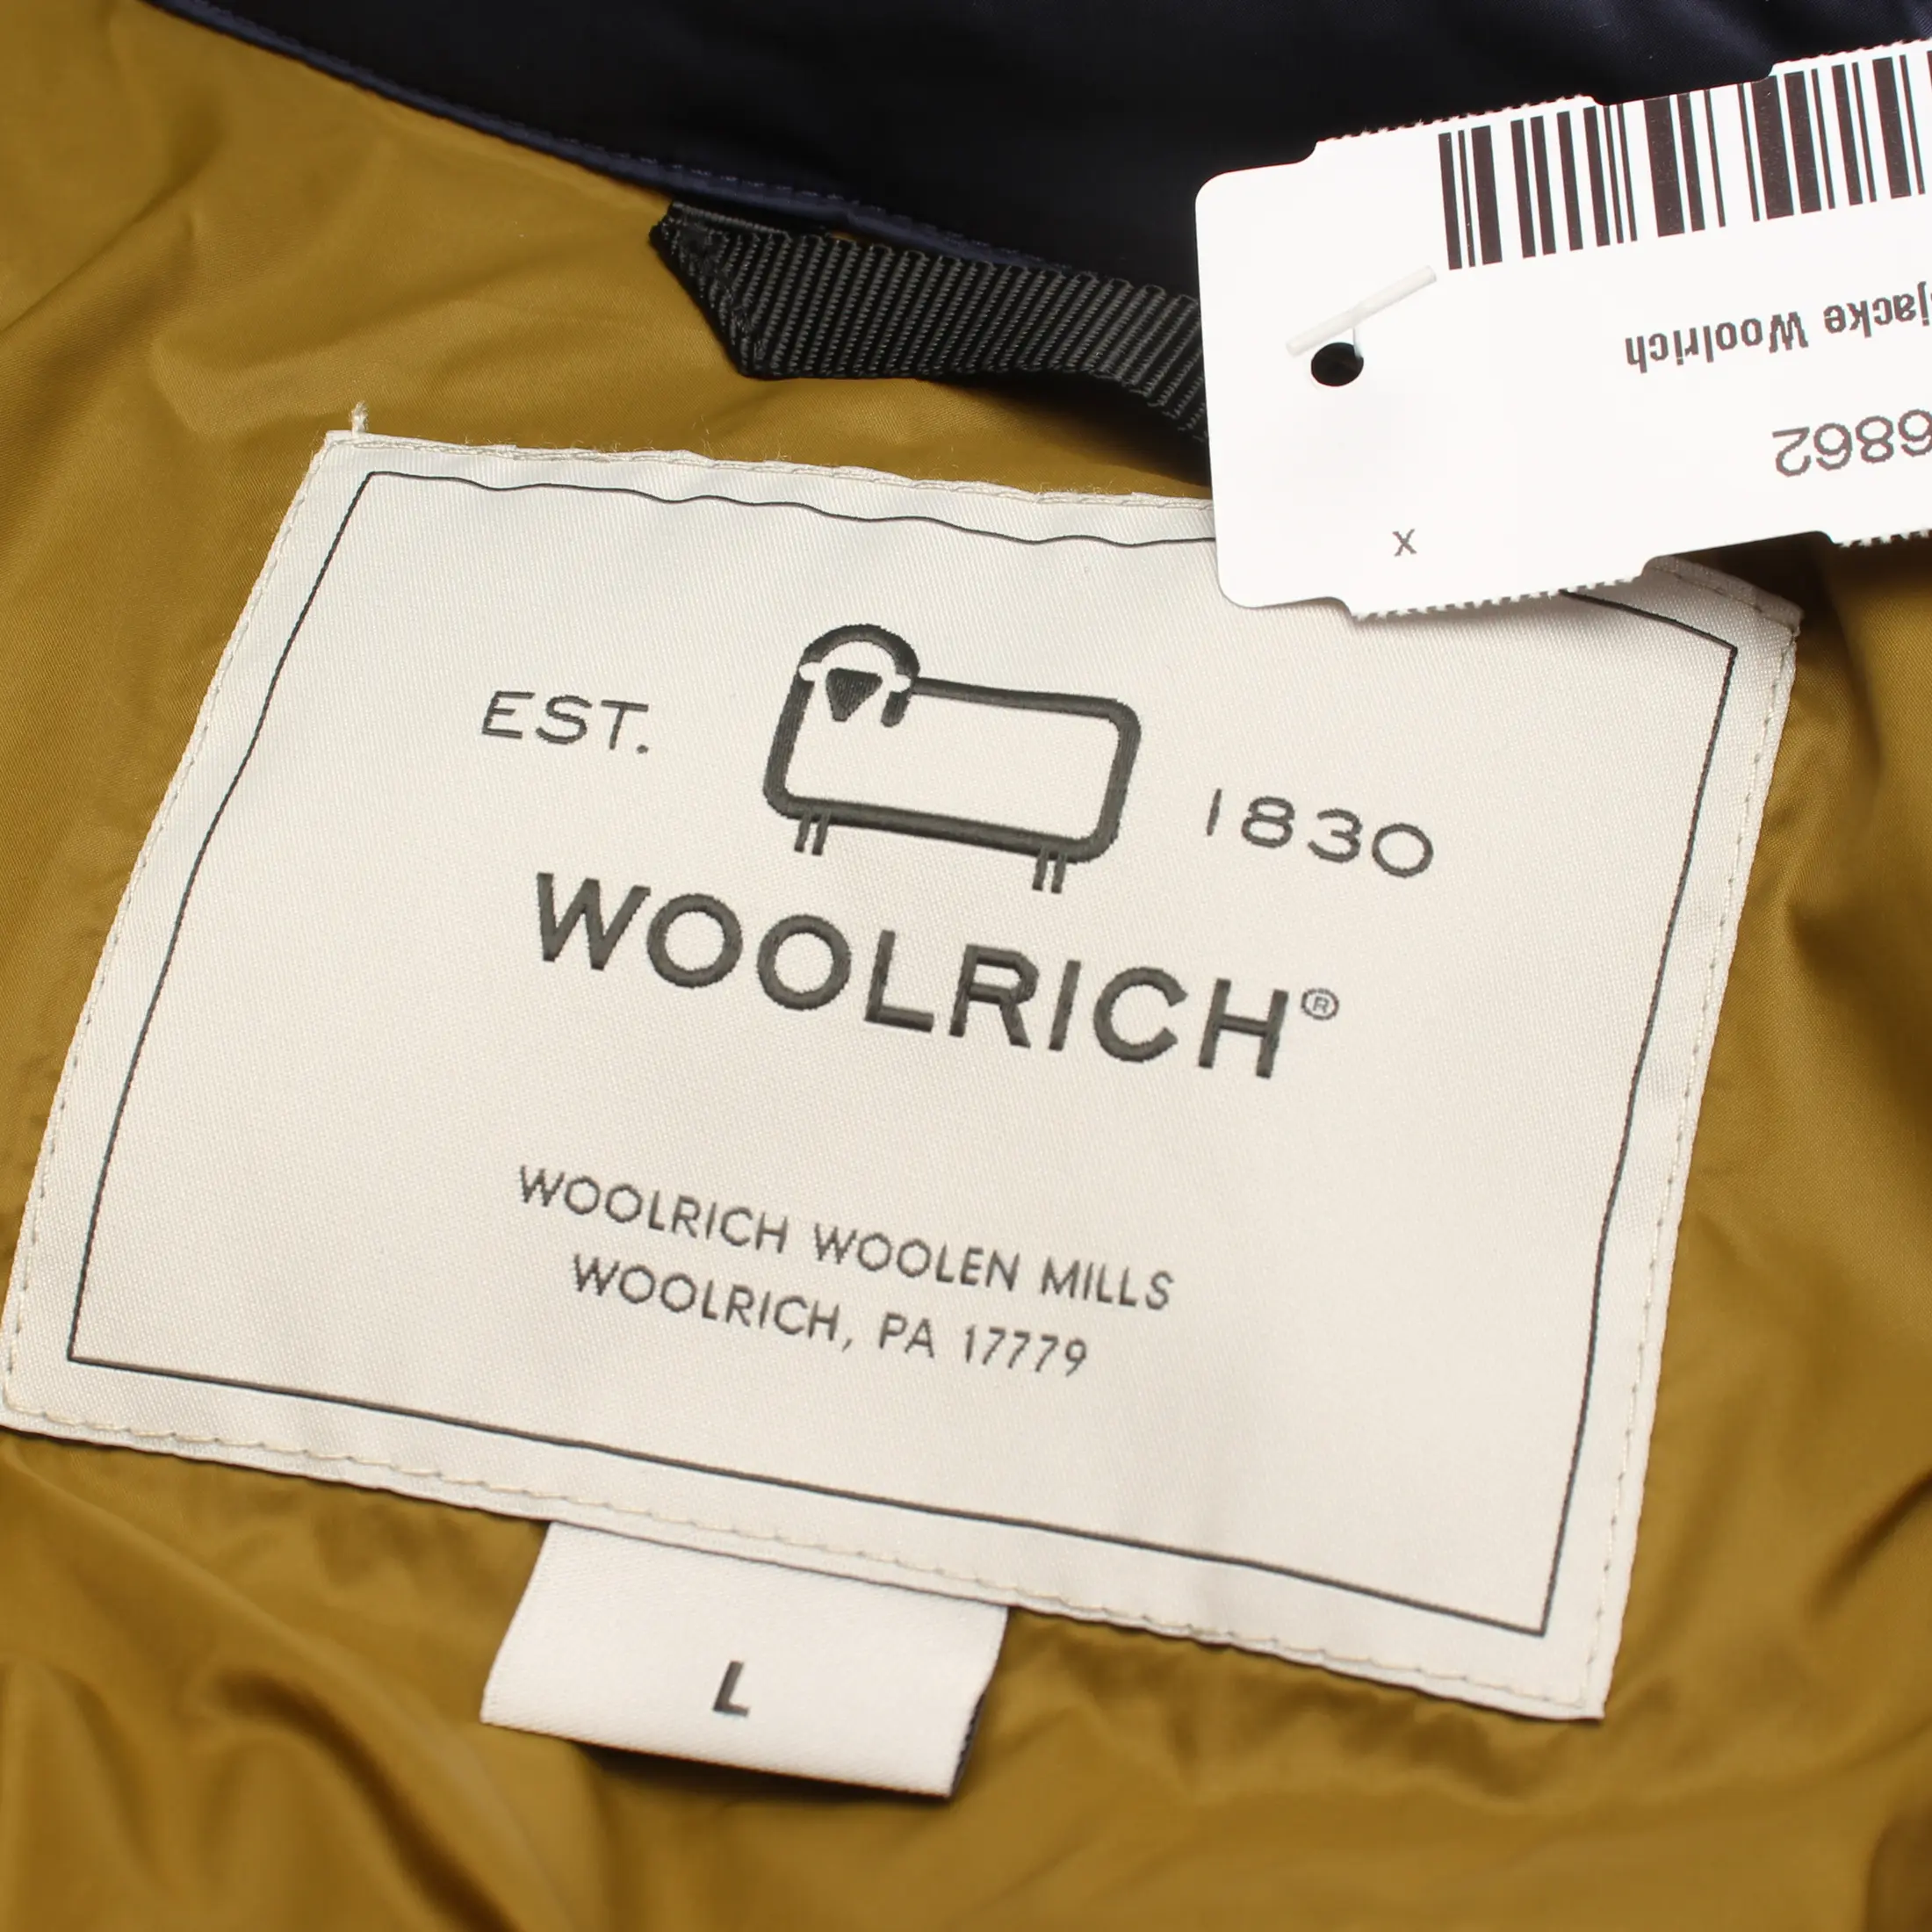 jacke Woolrich
6862
x
EST. 1830
WOOLRICH®
WOOLRICH WOOLEN MILLS
WOOLRICH, PA 17779
L